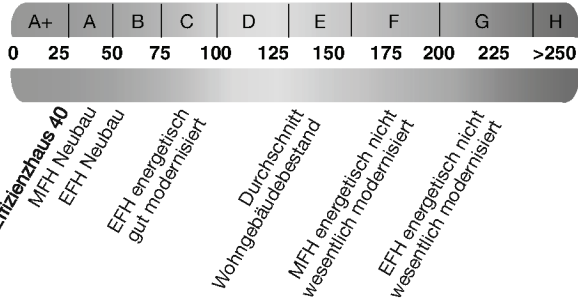 A+ A B C D E F G H
0 25 50 75 100 125 150 175 200 225 >250
40
MFH Neubau
EFH Neubau
EFH energetisch
gut modernisiert
Durchschnitt
Wohngebäudebestand
MFH energetisch nicht
wesentlich modernisiert
EFH energetisch nicht
wesentlich modernisiert